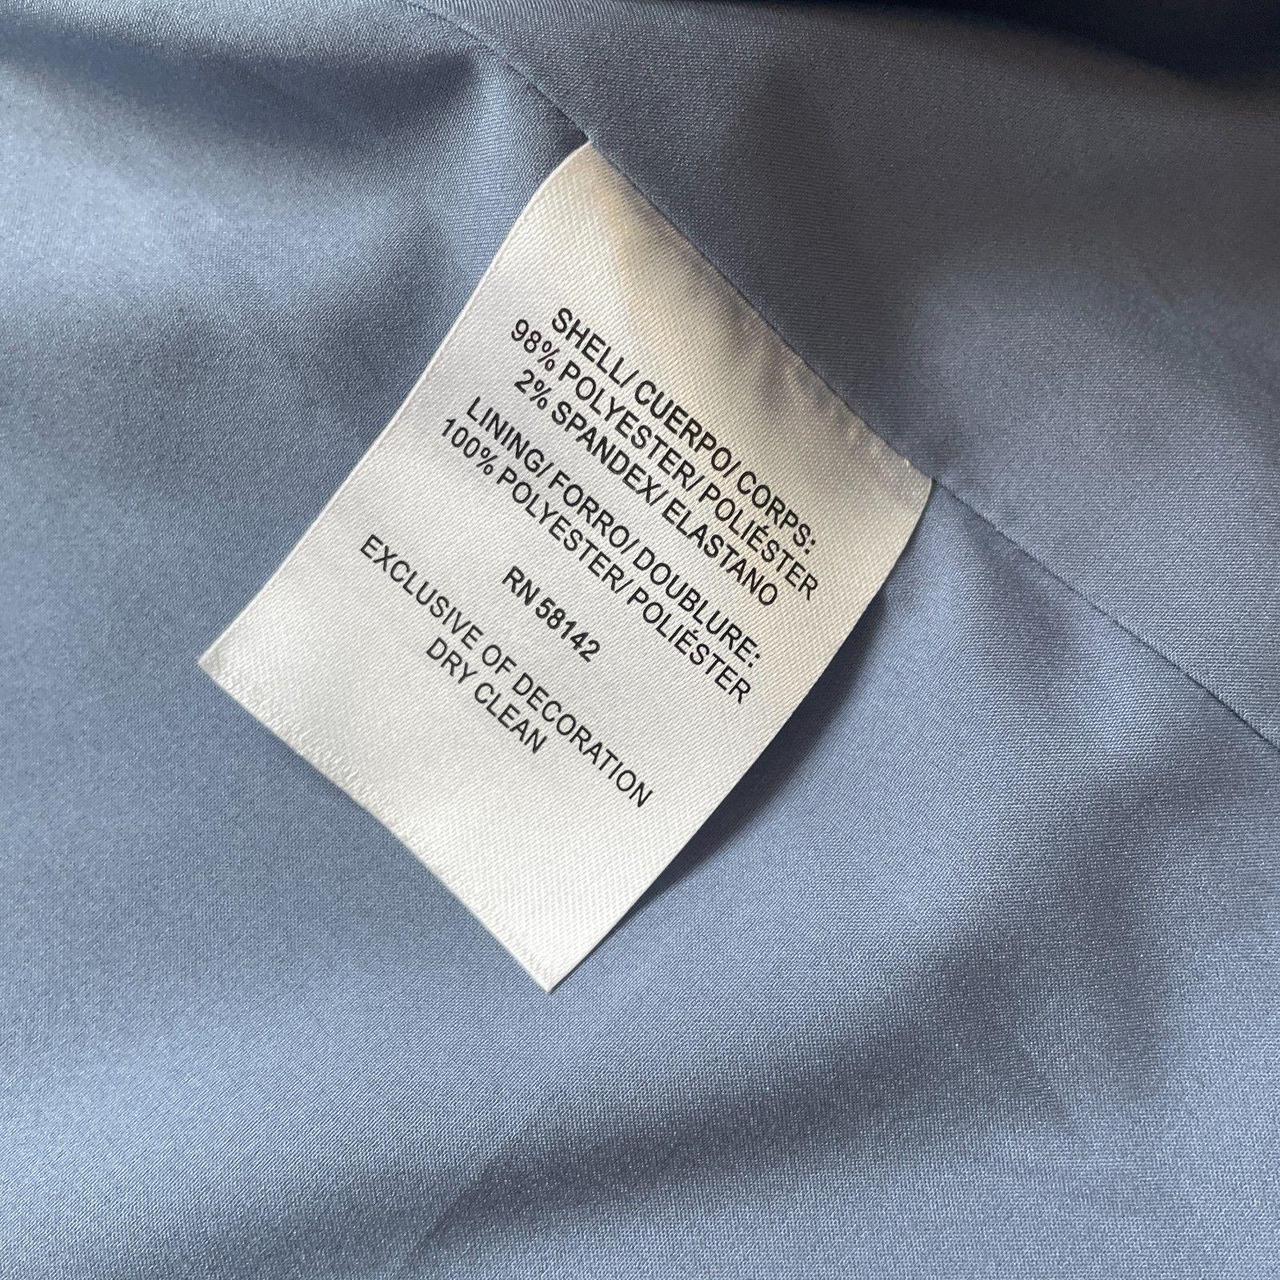 SHELL/ CUERPO/ CORPS:
98% POLYESTER/ POLIÉSTER
2% SPANDEX/ ELASTANO
LINING/ FORRO/ DOUBLURE:
100% POLYESTER/ POLIÉSTER
RN 58142
EXCLUSIVE OF DECORATION
DRY CLEAN